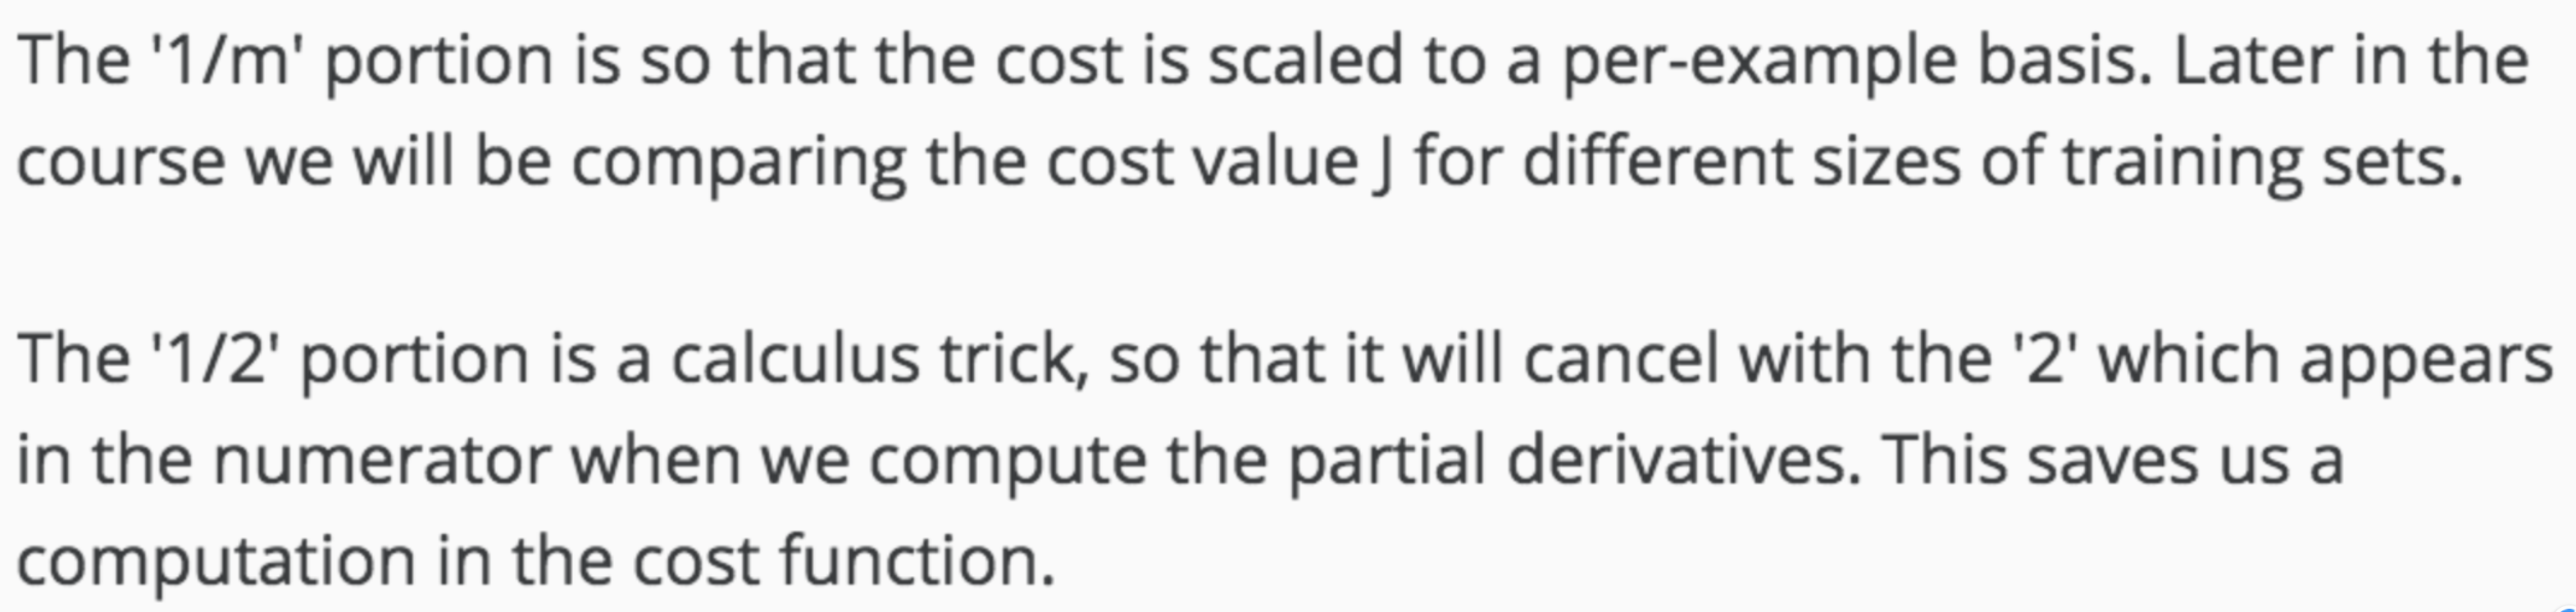 The '1/m' portion is so that the cost is scaled to a per-example basis. Later in the
course we will be comparing the cost value J for different sizes of training sets.
The '1/2' portion is a calculus trick, so that it will cancel with the '2' which appears
in the numerator when we compute the partial derivatives. This saves us a
computation in the cost function.